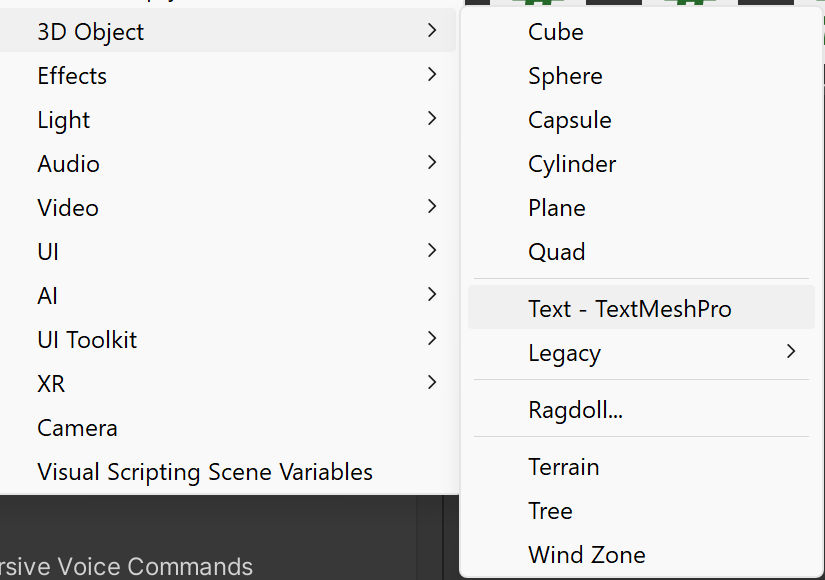 3D Object
Effects
Light
Audio
Video
UI
AI
UI Toolkit
XR
Camera
Visual Scripting Scene Variables
Cube
Sphere
Capsule
Cylinder
Plane
Quad
Text - TextMeshPro
Legacy
Ragdoll...
Terrain
Tree
Wind Zone
Voice Commands